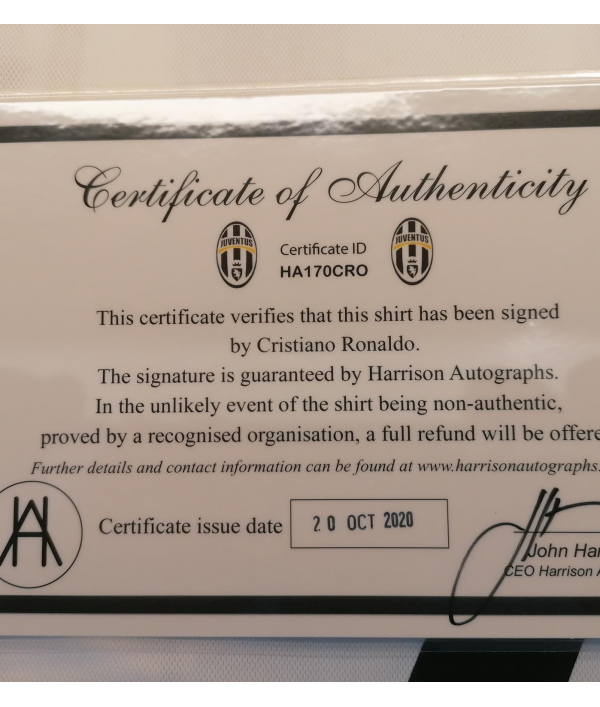 Certificate of Authenticity
JUVENTUS JUVENTUS
Certificate ID
HA170CRO
This certificate verifies that this shirt has been signed
by Cristiano Ronaldo.
The signature is guaranteed by Harrison Autographs.
In the unlikely event of the shirt being non-authentic,
proved by a recognised organisation, a full refund will be offere
Further details and contact information can be found at www.harrisonautographs.
HA
Certificate issue date 20 OCT 2020
John Har
CEO Harrison A